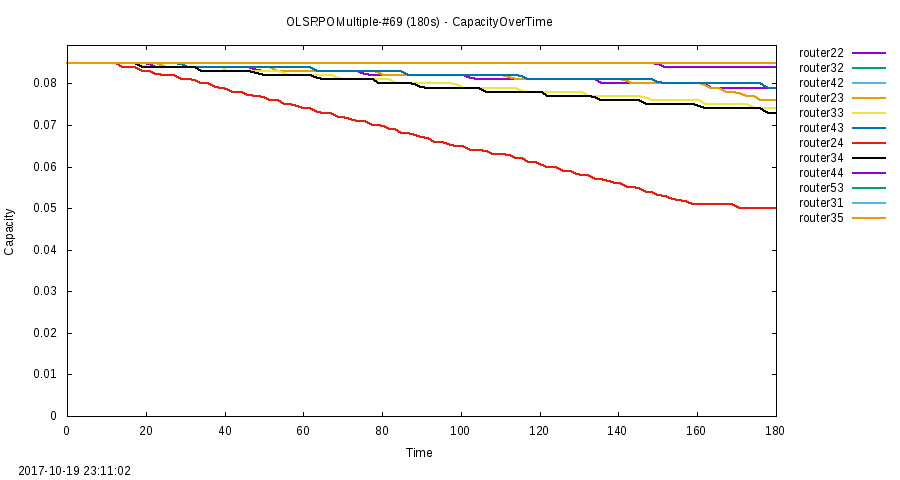 OLSRPOMultiple-#69 (180s) - CapacityOverTime
router22
router32
router42
router23
router33
router43
router24
router34
router44
router53
router31
router35
0.08
0.07
0.06
0.05
0.04
0.03
0.02
0.01
0
Capacity
0 20 40 60 80 100 120 140 160 180
Time
2017-10-19 23:11:02